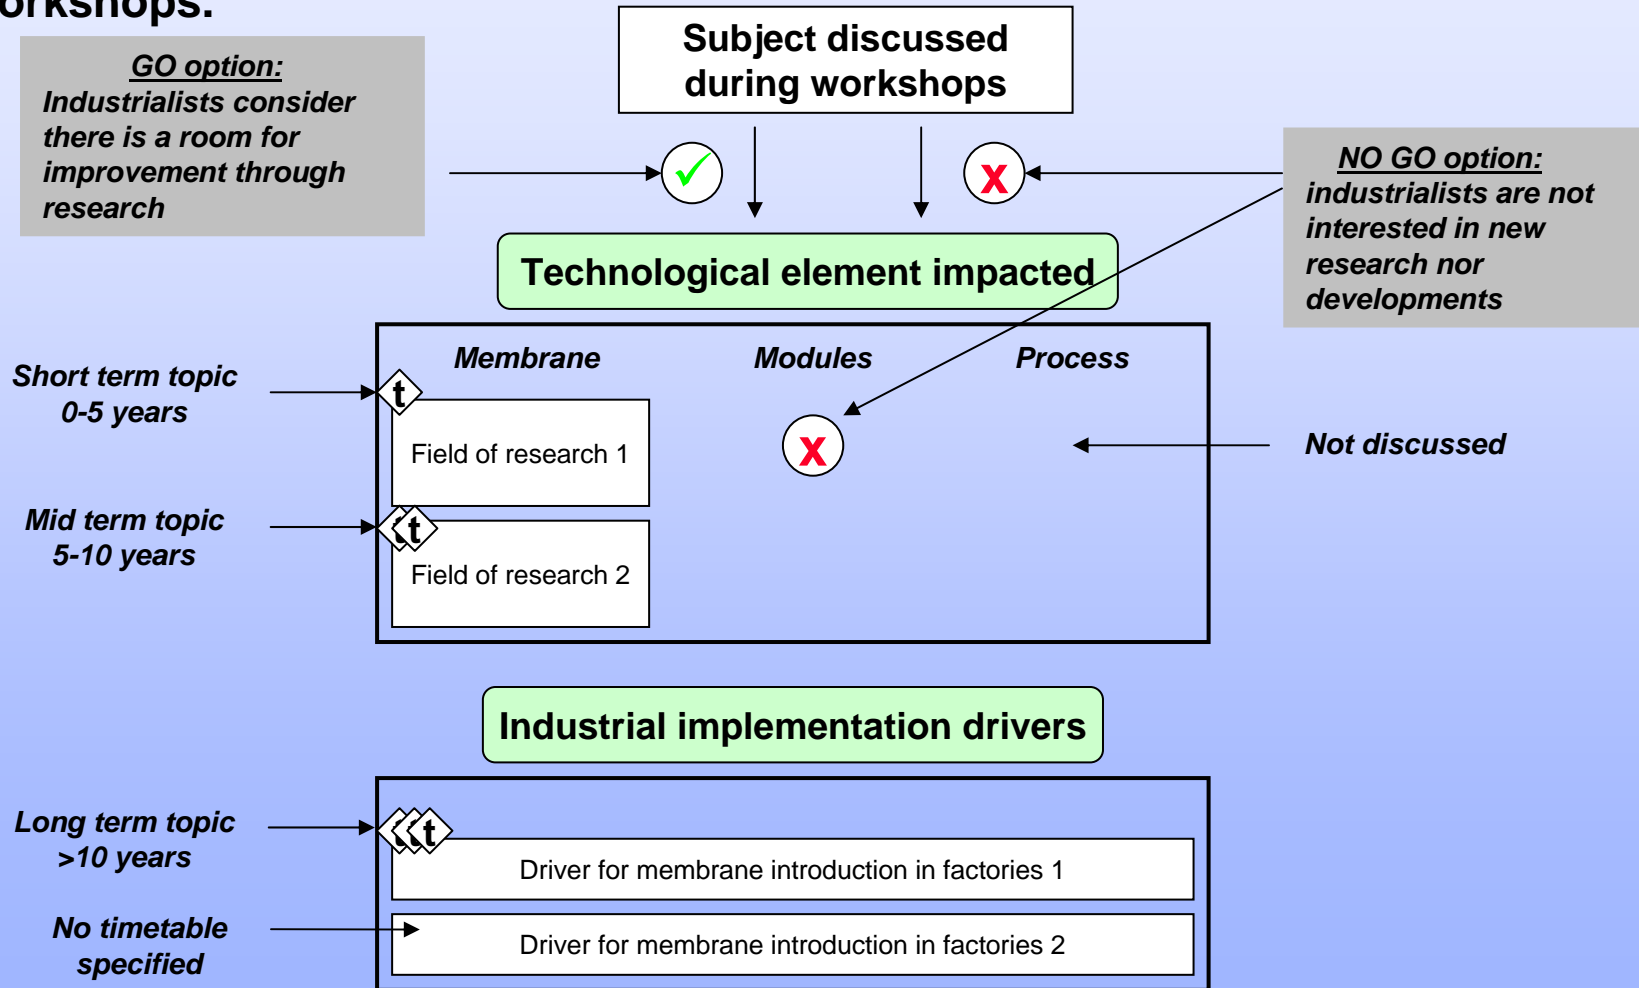 orkshops.
Subject discussed
during workshops
GO option:
Industrialists consider
there is a room for
improvement through
research
x
NO GO option:
industrialists are not
interested in new
research nor
developments
Technological element impacted
Membrane
Modules
Process
Short term topic
0-5 years
t
Field of research 1
x
Not discussed
Mid term topic
5-10 years
tt
Field of research 2
Industrial implementation drivers
Long term topic
>10 years
ttt
Driver for membrane introduction in factories 1
No timetable
specified
Driver for membrane introduction in factories 2